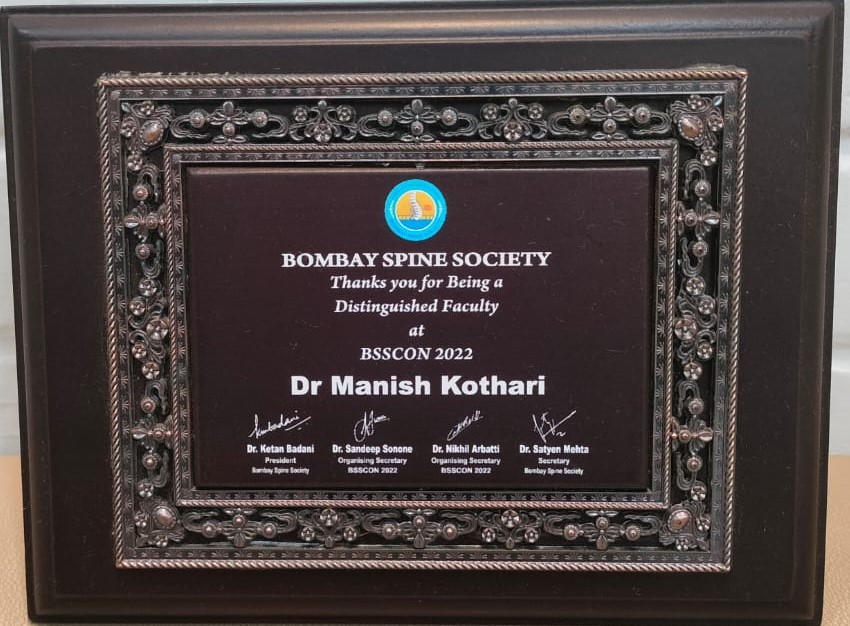 BOMBAY SPINE SOCIETY
Thanks you for Being a
Distinguished Faculty
at
BSSCON 2022
Dr Manish Kothari
Dr. Ketan Badani Dr. Sandeep Sonone Dr. Nikhil Arbatti Dr. Satyen Mehta
President Organising Secretary Organising Secretary Secretary
Bombay Spine Society BSSCON 2022 BSSCON 2022 Bombay Spine Society